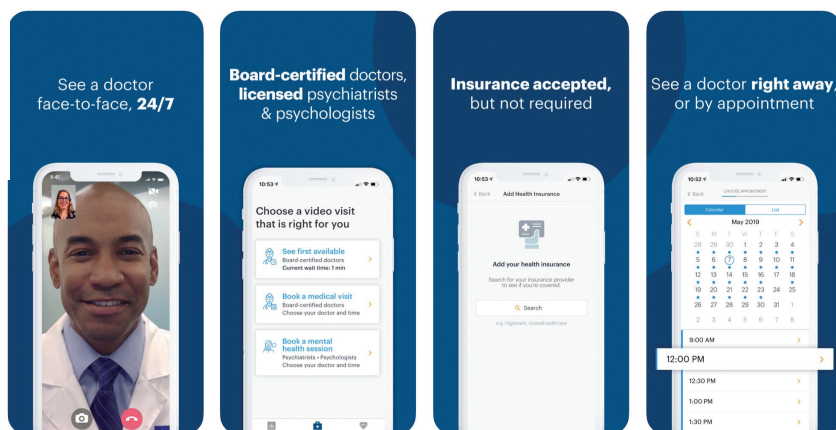 See a doctor
face-to-face, 24/7
9:41
Board-certified doctors,
licensed psychiatrists
& psychologists
10:53
Choose a video visit
that is right for you
See first available
Board-certified doctors
Current wait time: 1 min
Book a medical visit
Board-certified doctors
Choose your doctor and time
Book a mental
health session
Psychiatrists • Psychologists
Choose your doctor and time
Insurance accepted,
but not required
10:53
< Back Add Health Insurance
Add your health insurance
Search for your insurance provider
to see if you're covered
Search
e.g. Highmark, UnitedHealthcare
See a doctor right away,
or by appointment
10:52
< Back CHOOSE APPOINTMENT
Calendar List
< May 2019 >
S M T W T F S
28 29 30 1 2 3 4
5 6 7 8 9 10 11
12 13 14 15 16 17 18
19 20 21 22 23 24 25
26 27 28 29 30 31 1
2 3 4 5 6 7 8
9:00 AM >
12:00 PM >
12:30 PM >
1:00 PM >
1:30 PM >